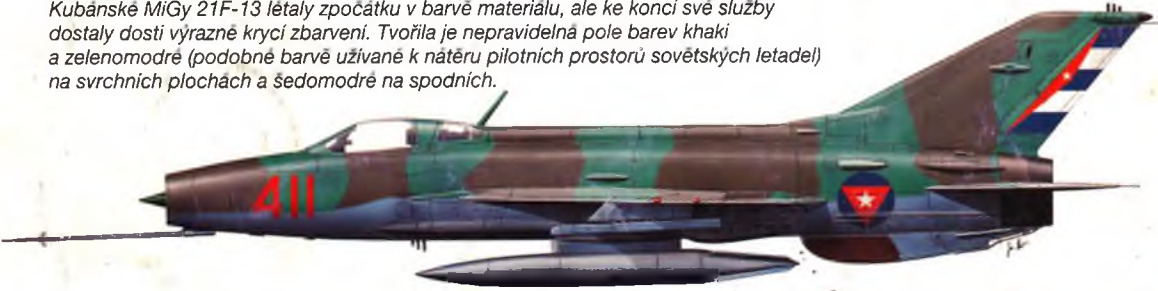 Kubánské MiGy 21F-13 létaly zpočátku v barvě materiálu, ale ke konci své služby
dostaly dosti výrazné krycí zbarvení. Tvořila je nepravidelná pole barev khaki
a zelenomodré (podobné barvě užívané k nátěru pilotních prostorů sovětských letadel)
na svrchních plochách a šedomodré na spodních.
411